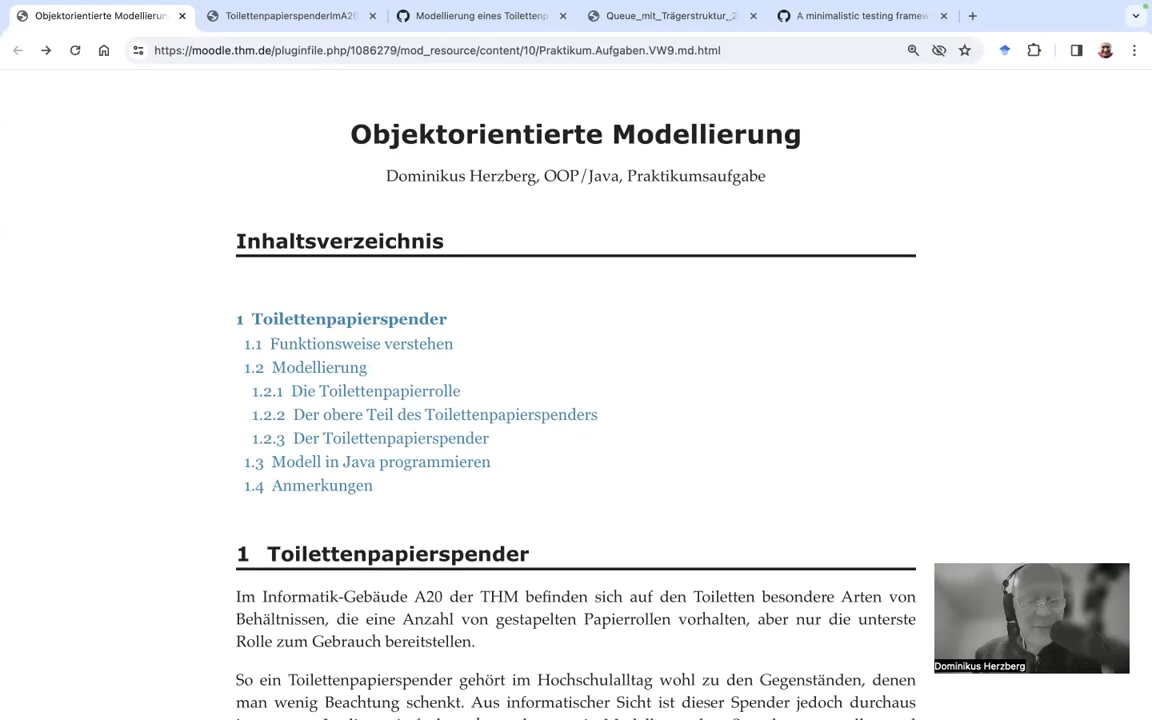 Objektorientierte Modellierun
ToilettenpapierspenderImA20
Modellierung eines Toilettenp
Queue_mit_Trägerstruktur_2
A minimalistic testing framew
https://moodle.thm.de/pluginfile.php/1086279/mod_resource/content/10/Praktikum.Aufgaben.VW9.md.html
Objektorientierte Modellierung
Dominikus Herzberg, OOP/Java, Praktikumsaufgabe
Inhaltsverzeichnis
1 Toilettenpapierspender
1.1 Funktionsweise verstehen
1.2 Modellierung
1.2.1 Die Toilettenpapierrolle
1.2.2 Der obere Teil des Toilettenpapierspenders
1.2.3 Der Toilettenpapierspender
1.3 Modell in Java programmieren
1.4 Anmerkungen
1 Toilettenpapierspender
Im Informatik-Gebäude A20 der THM befinden sich auf den Toiletten besondere Arten von
Behältnissen, die eine Anzahl von gestapelten Papierrollen vorhalten, aber nur die unterste
Rolle zum Gebrauch bereitstellen.
So ein Toilettenpapierspender gehört im Hochschulalltag wohl zu den Gegenständen, denen
man wenig Beachtung schenkt. Aus informatischer Sicht ist dieser Spender jedoch durchaus
Dominikus Herzberg